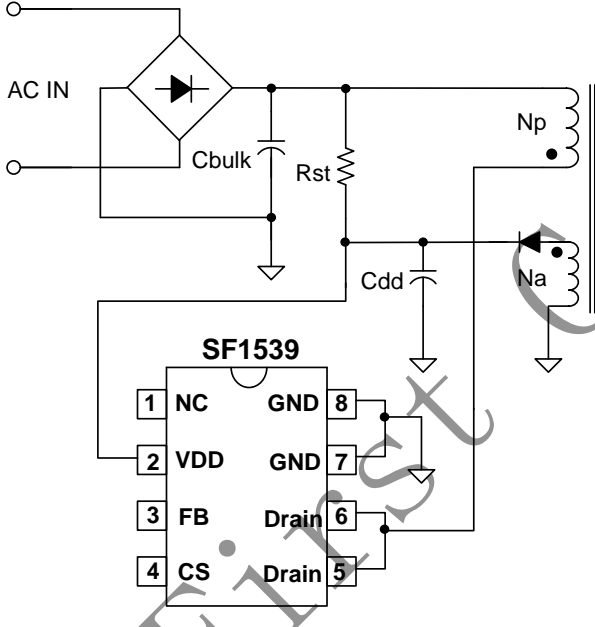 AC IN
Cbulk
Rst
Np
Cdd
Na
SF1539
1 NC GND 8
2 VDD GND 7
3 FB Drain 6
4 CS Drain 5
First C